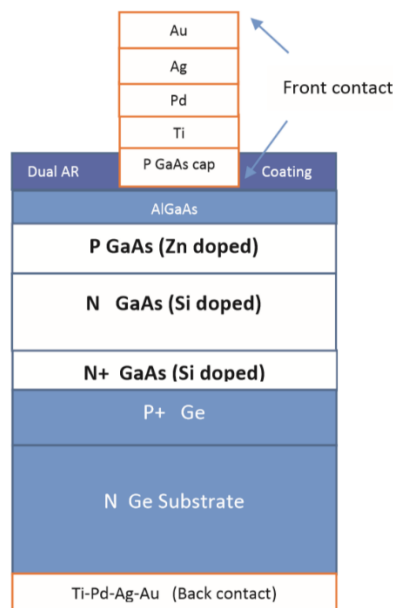 Au
Ag
Front contact
Pd
Ti
P GaAs cap
Dual AR
Coating
AlGaAs
P GaAs (Zn doped)
N GaAs (Si doped)
N+ GaAs (Si doped)
P+ Ge
N Ge Substrate
Ti-Pd-Ag-Au (Back contact)